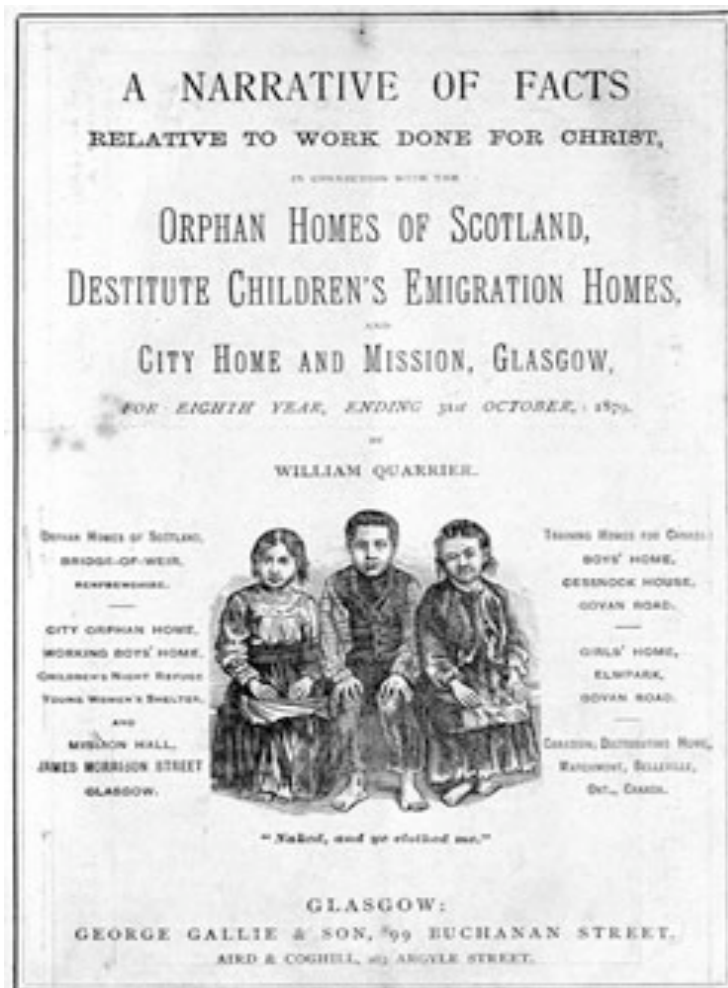 A NARRATIVE OF FACTS
RELATIVE TO WORK DONE FOR CHRIST,
IN CONNECTION WITH THE
ORPHAN HOMES OF SCOTLAND,
DESTITUTE CHILDREN'S EMIGRATION HOMES,
AND
CITY HOME AND MISSION, GLASGOW,
FOR EIGHTH YEAR, ENDING 31st OCTOBER, 1879.
BY
WILLIAM QUARRIER.
ORPHAN HOMES OF SCOTLAND,
BRIDGE-OF-WEIR,
RENFREWSHIRE.
CITY ORPHAN HOME,
WORKING BOYS' HOME,
CHILDREN'S NIGHT REFUGE
YOUNG WOMEN'S SHELTER,
AND
MISSION HALL,
JAMES MORRISON STREET
GLASGOW.
TRAINING HOMES FOR CANADA:
BOYS' HOME,
CESSNOCK HOUSE,
GOVAN ROAD.
GIRLS' HOME,
ELMPARK,
GOVAN ROAD.
CANADIAN DISTRIBUTING HOME,
MARCHMONT, BELLEVILLE,
ONT., CANADA.
"Naked, and ye clothed me."
GLASGOW:
GEORGE GALLIE & SON, 99 BUCHANAN STREET,
AIRD & COGHILL, 263 ARGYLE STREET.